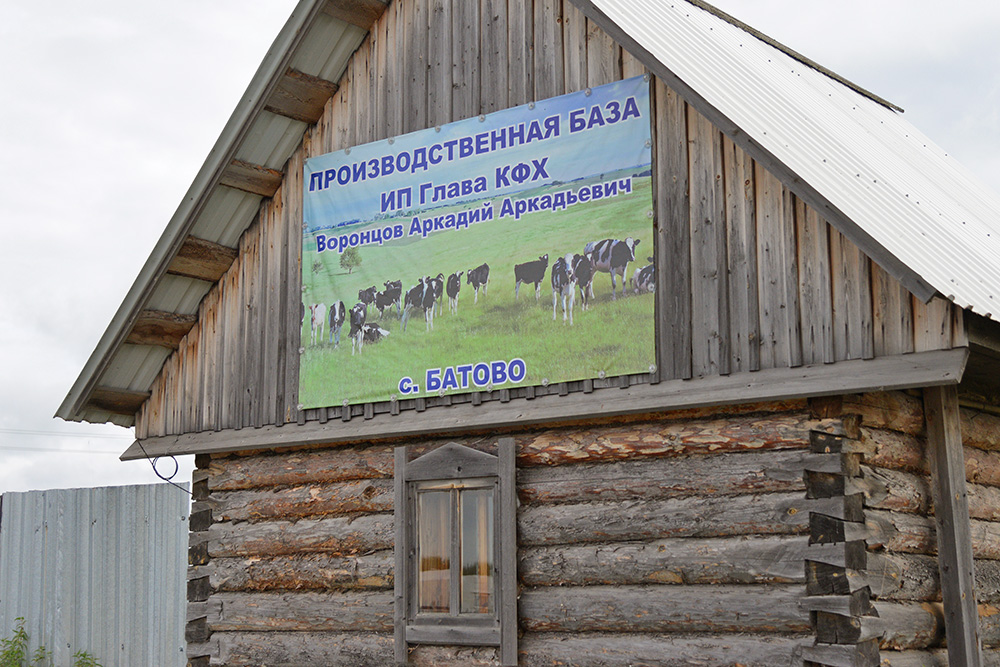 ПРОИЗВОДСТВЕННАЯ БАЗА
ИП Глава КФХ
Воронцов Аркадий Аркадьевич
с. БАТОВО